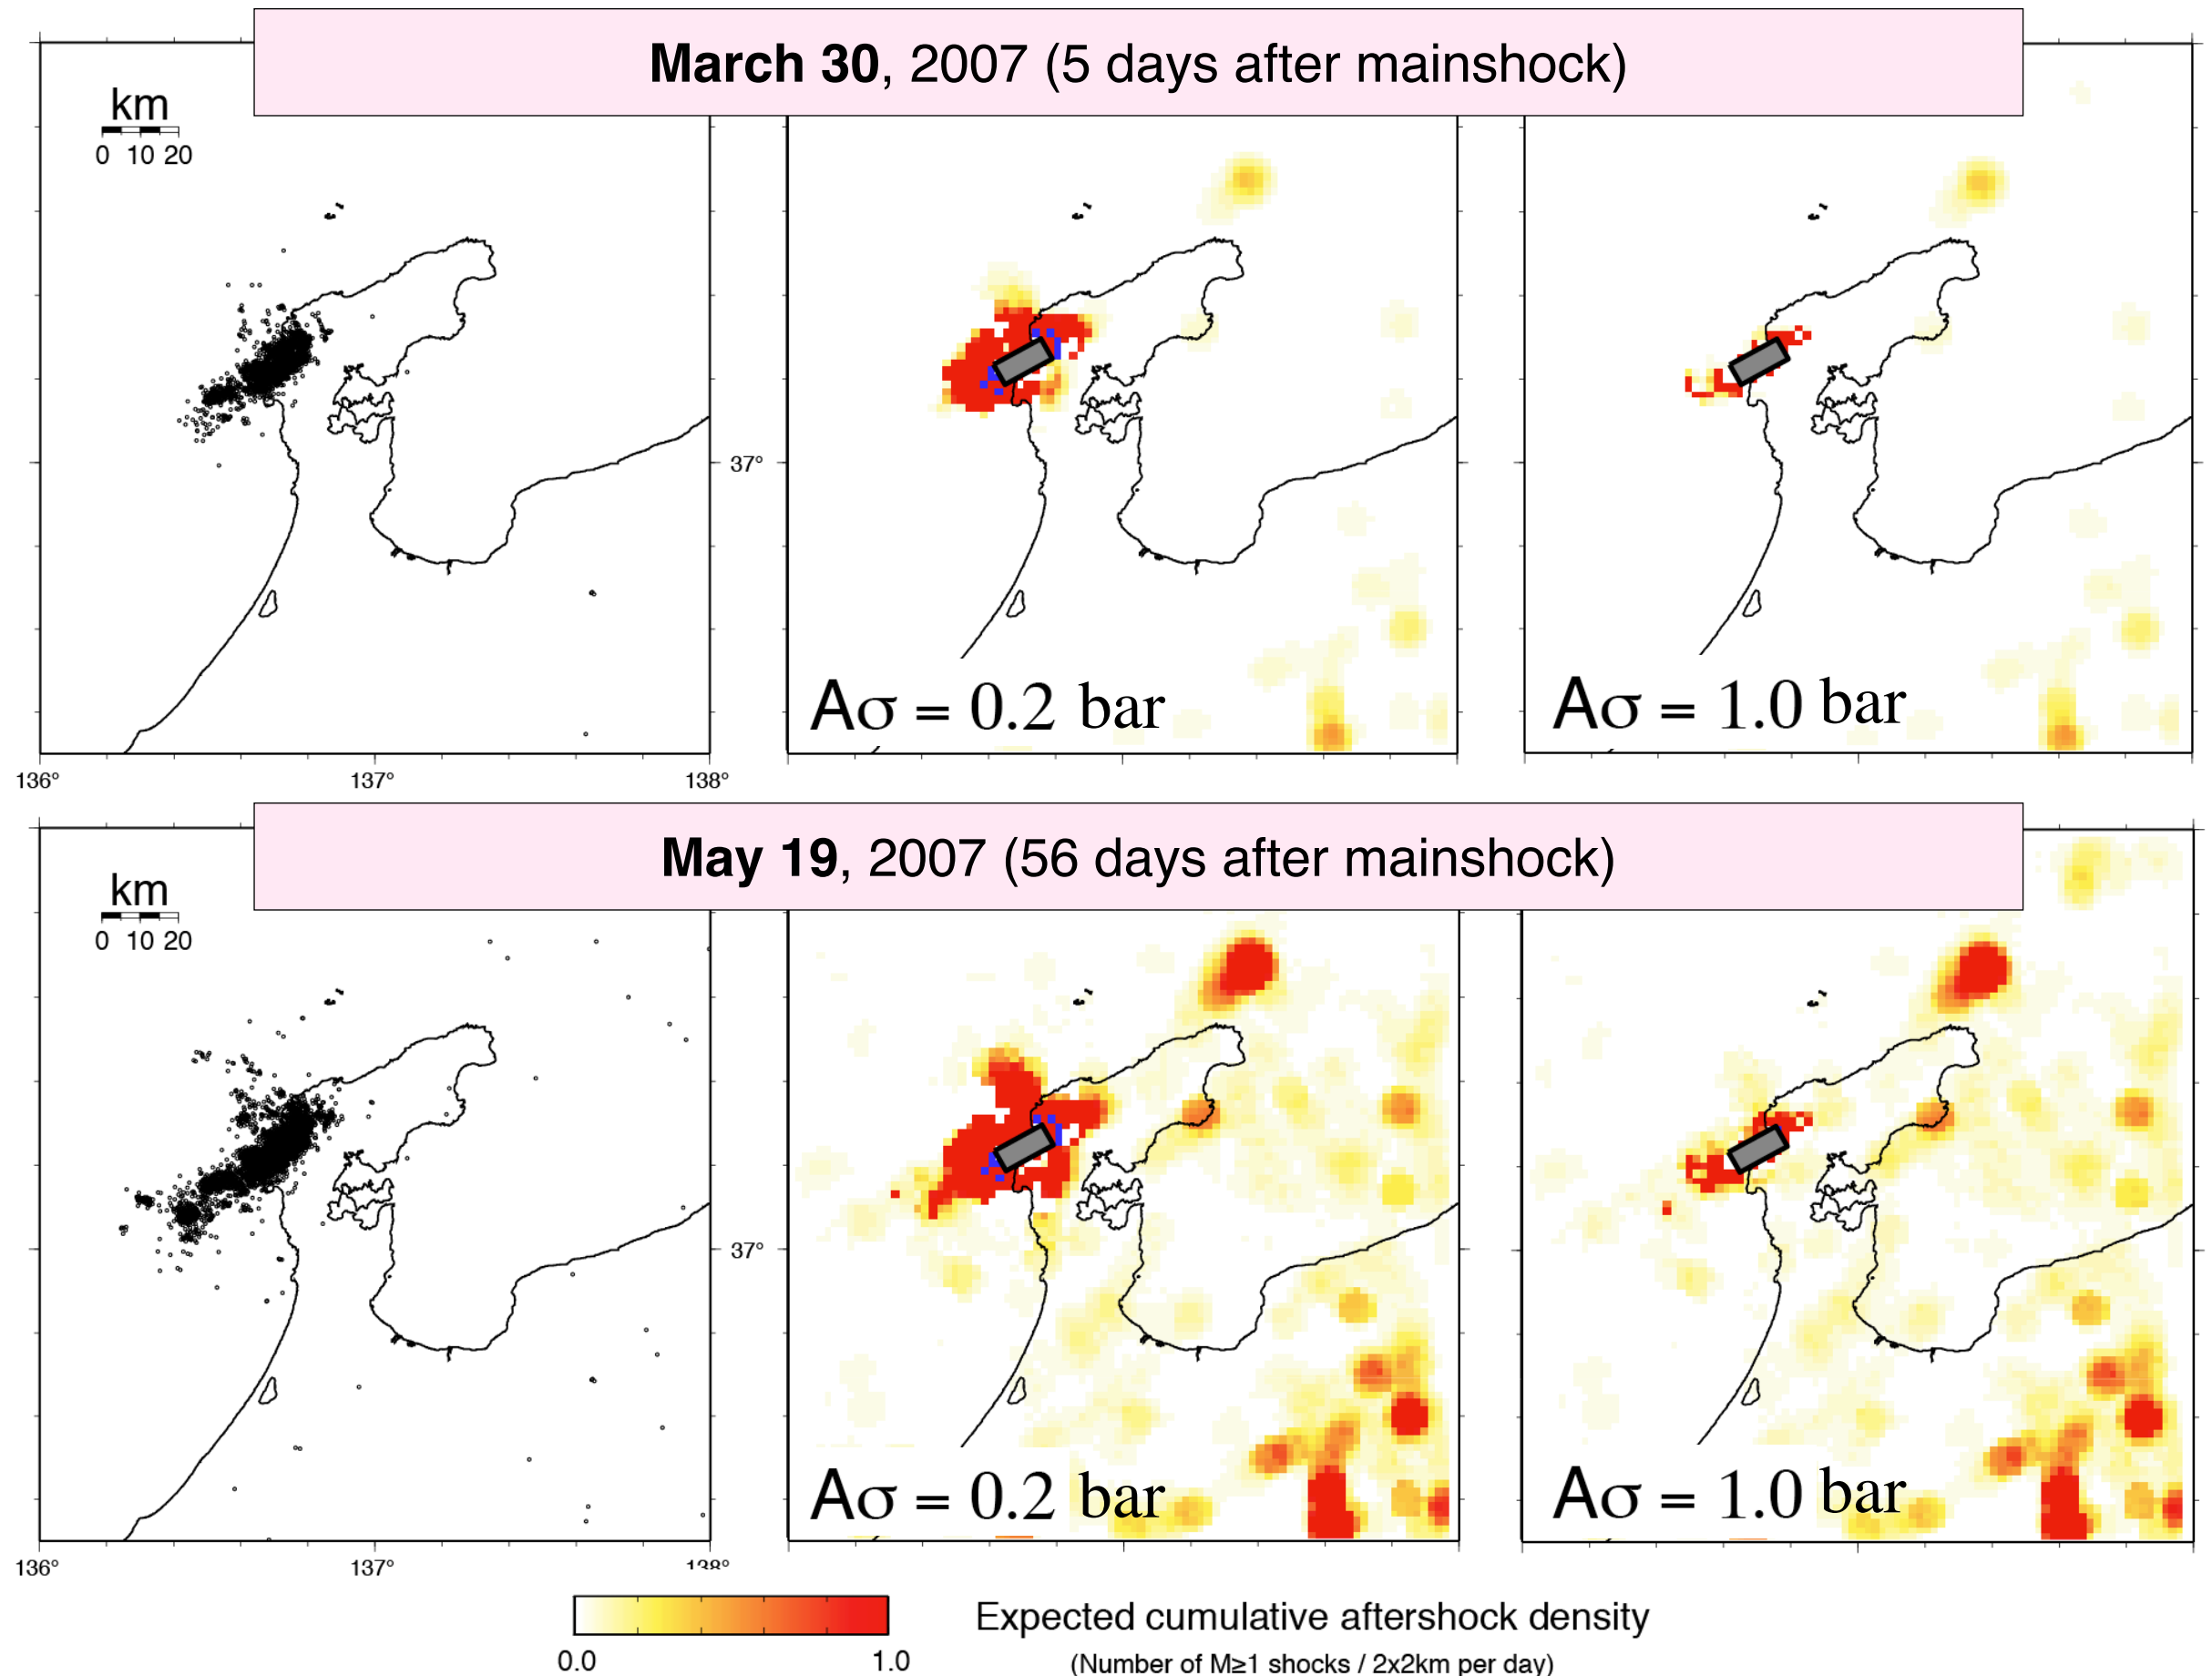 March 30, 2007 (5 days after mainshock)
km
0 10 20
37°
Aσ = 0.2 bar
Aσ = 1.0 bar
136°
137°
138°
May 19, 2007 (56 days after mainshock)
km
0 10 20
37°
Aσ = 0.2 bar
Aσ = 1.0 bar
136°
137°
138°
Expected cumulative aftershock density
0.0
1.0
(Number of M≥1 shocks / 2x2km per day)